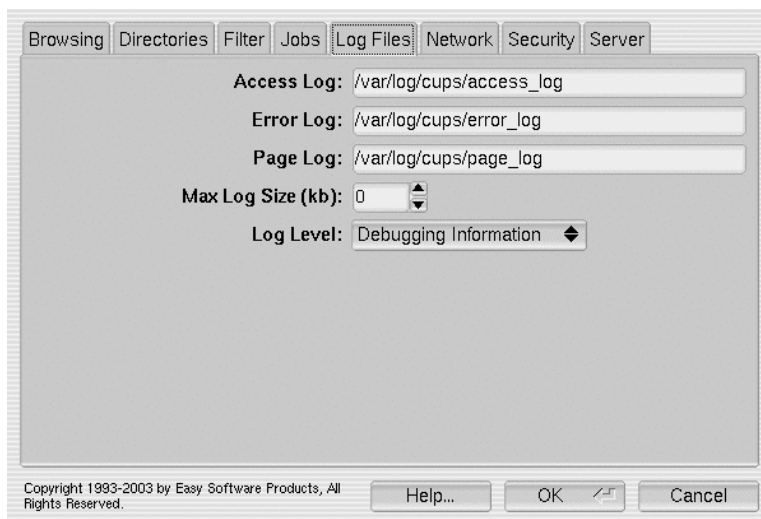 Browsing Directories Filter Jobs Log Files Network Security Server
Access Log: /var/log/cups/access_log
Error Log: /var/log/cups/error_log
Page Log: /var/log/cups/page_log
Max Log Size (kb): 0
Log Level: Debugging Information
Copyright 1993-2003 by Easy Software Products, All
Rights Reserved.
Help... OK Cancel